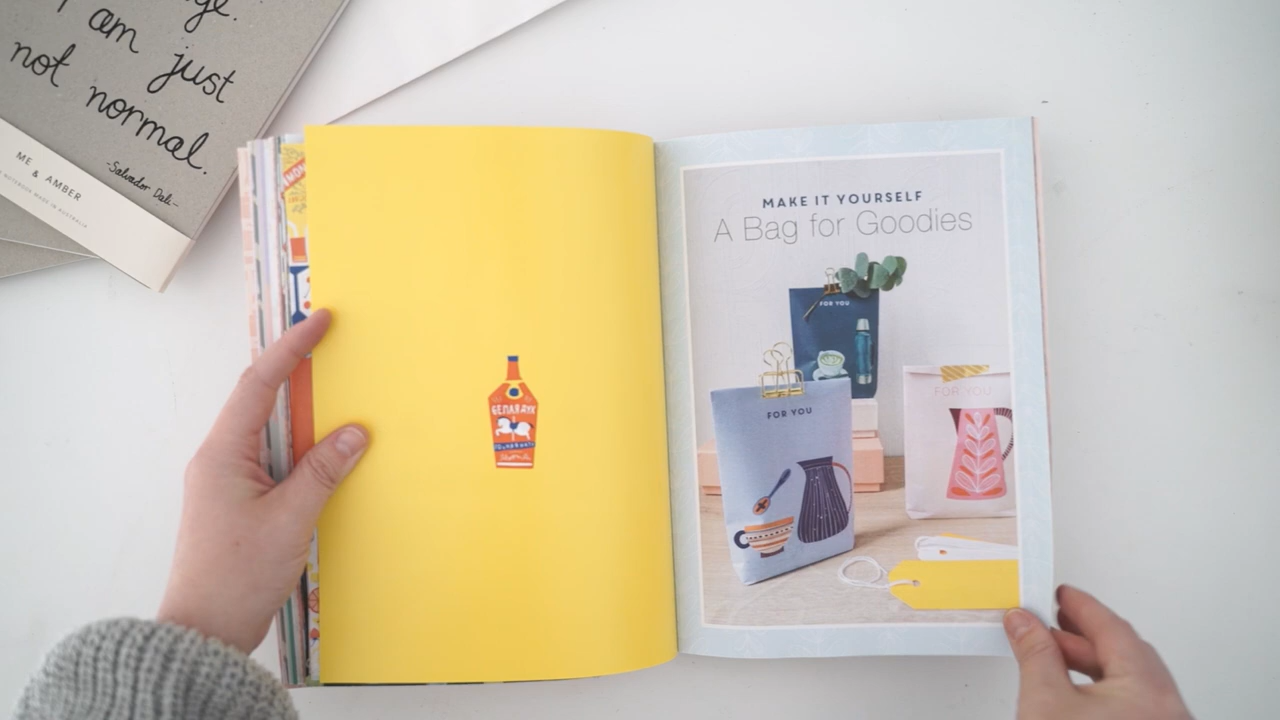 am just
not normal.
-Salvador Dali-
ME
& AMBER
MAKE IT YOURSELF
A Bag for Goodies
FOR YOU
FOR YOU
FOR YOU